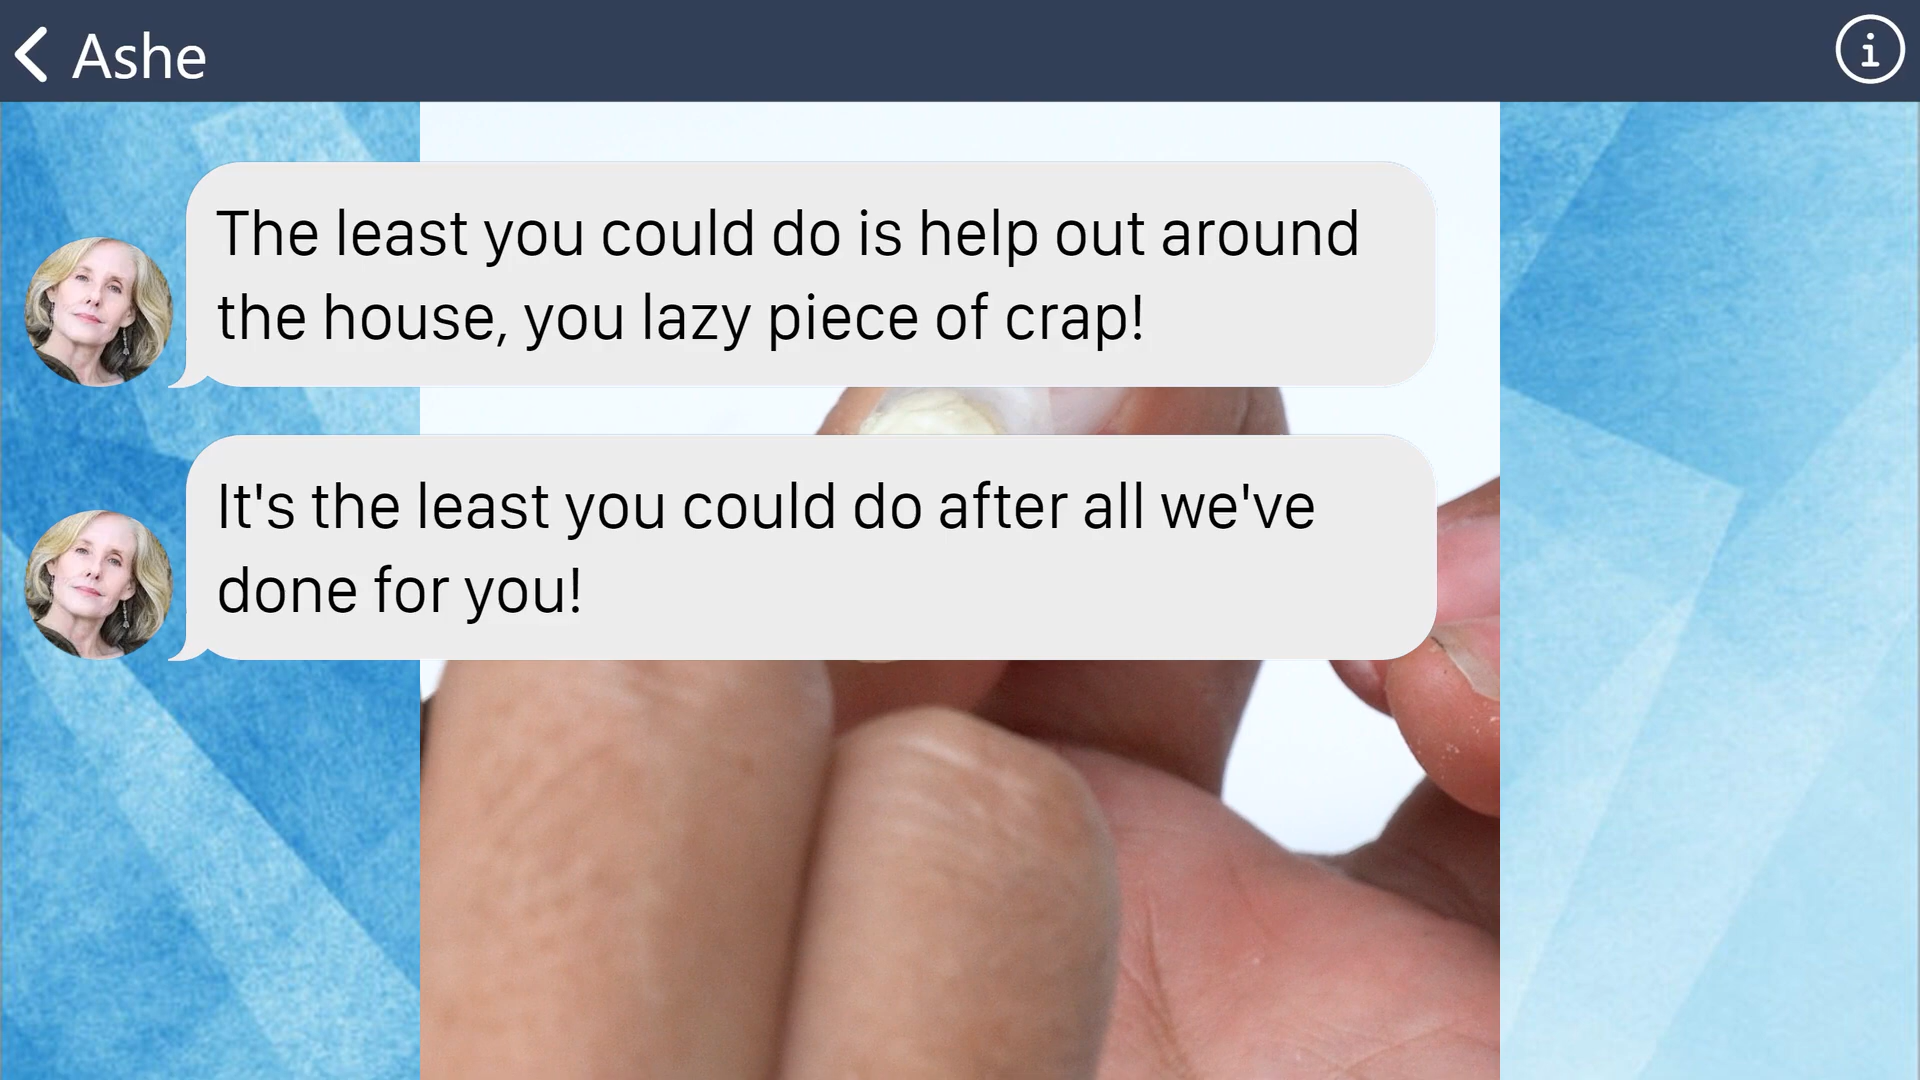 Ashe
The least you could do is help out around
the house, you lazy piece of crap!
It's the least you could do after all we've
done for you!